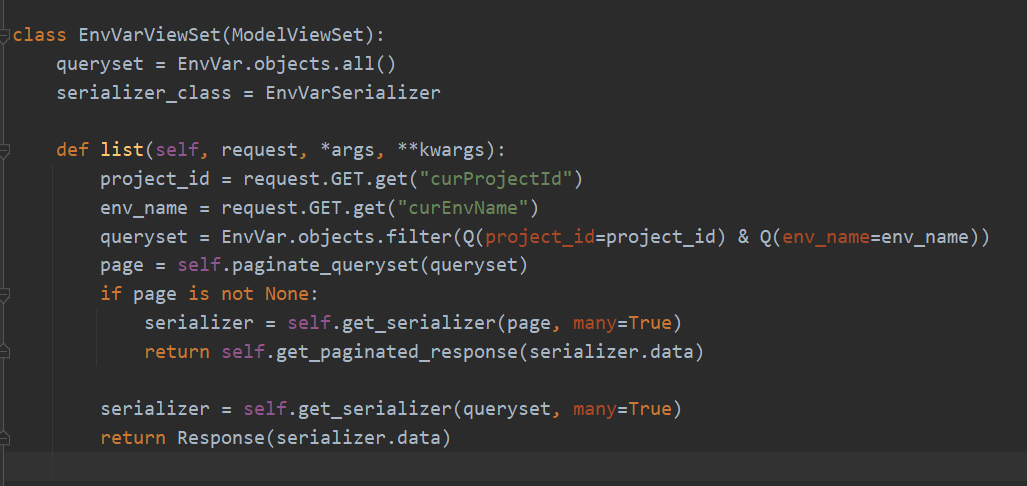 class EnvVarViewSet(ModelViewSet):
    queryset = EnvVar.objects.all()
    serializer_class = EnvVarSerializer
    def list(self, request, *args, **kwargs):
        project_id = request.GET.get("curProjectId")
        env_name = request.GET.get("curEnvName")
        queryset = EnvVar.objects.filter(Q(project_id=project_id) & Q(env_name=env_name))
        page = self.paginate_queryset(queryset)
        if page is not None:
            serializer = self.get_serializer(page, many=True)
            return self.get_paginated_response(serializer.data)
        serializer = self.get_serializer(queryset, many=True)
        return Response(serializer.data)